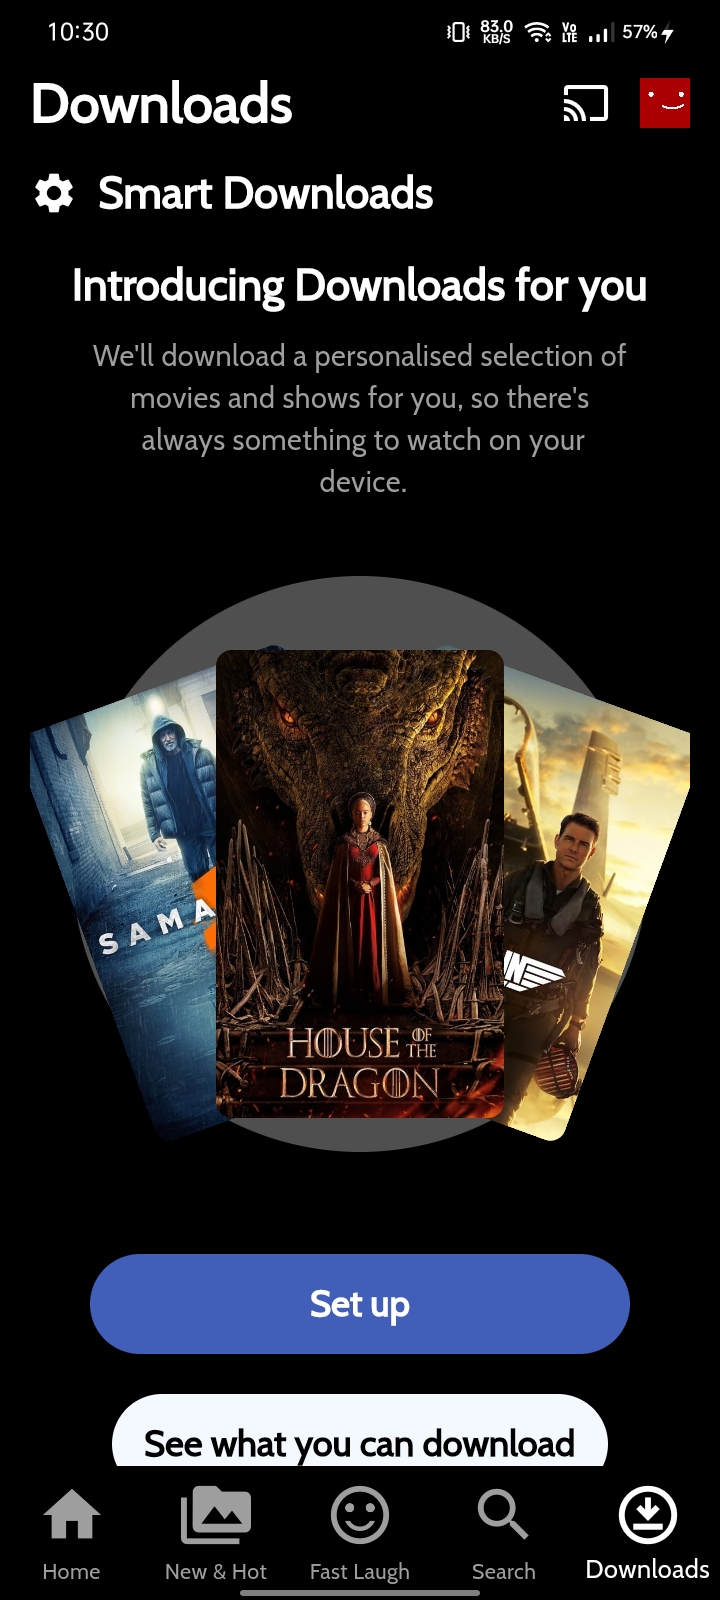 10:30
83.0
KB/S
Vo
LTE
57%
Downloads
Smart Downloads
Introducing Downloads for you
We'll download a personalised selection of
movies and shows for you, so there's
always something to watch on your
device.
SAMA
HOUSE OF THE
DRAGON
Set up
See what you can download
Home
New & Hot
Fast Laugh
Search
Downloads